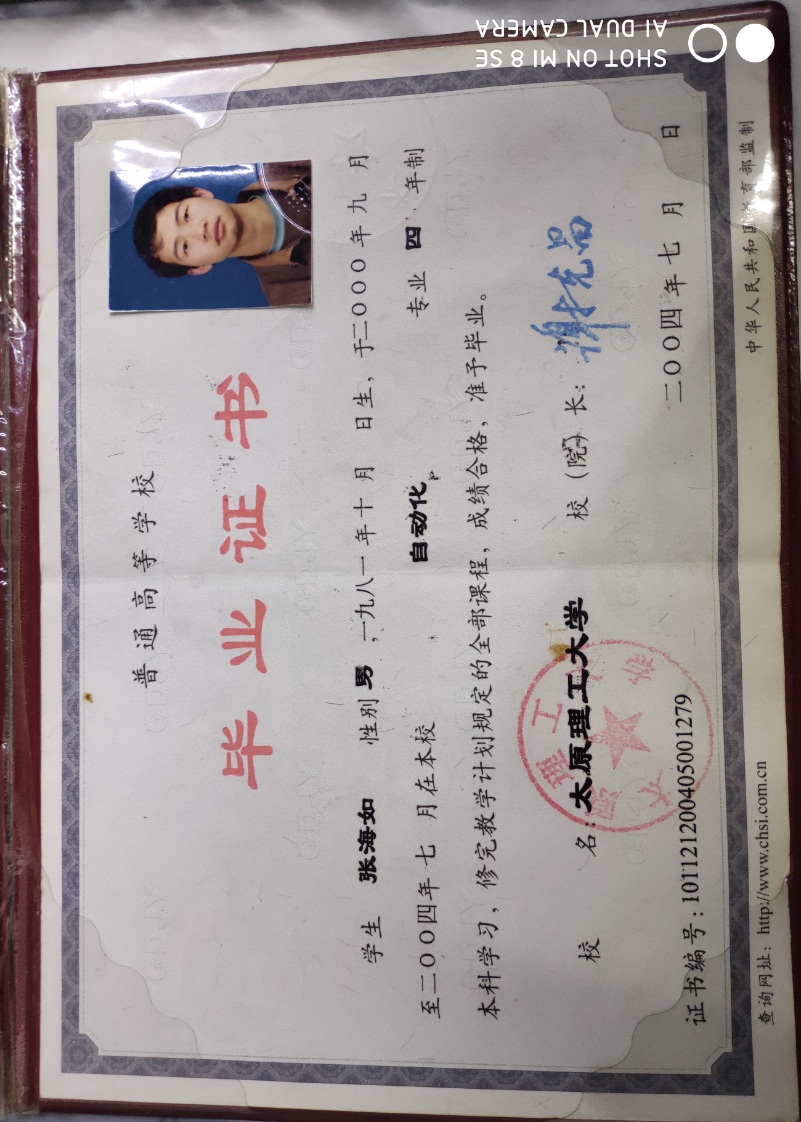 普通高等学校
毕业证书
学生 张海如 性别 男 ,一九八一年十月 日生，于二〇〇〇年九月
至二〇〇四年七 月在本校 自动化 专业 四 年制
本科学习，修完教学计划规定的全部课程，成绩合格，准予毕业。
校 名：太原理工大学 校（院）长：谢克昌
二〇〇四年七月 日
证书编号：101121200405001279
查询网址：http://www.chsi.com.cn 中华人民共和国教育部监制
SHOT ON MI 8 SE
AI DUAL CAMERA